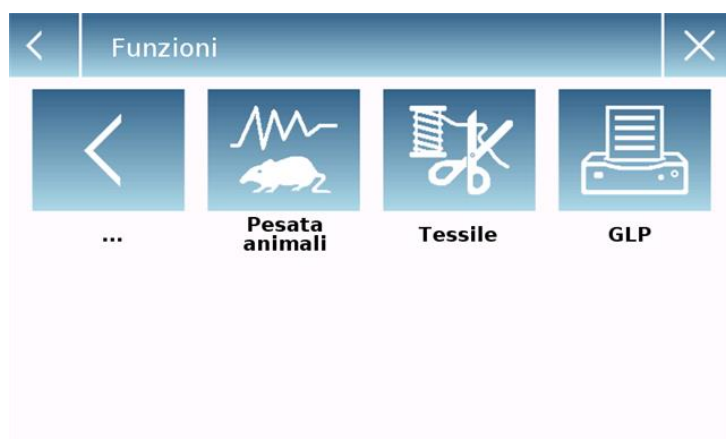 Funzioni
...
Pesata
animali
Tessile
GLP